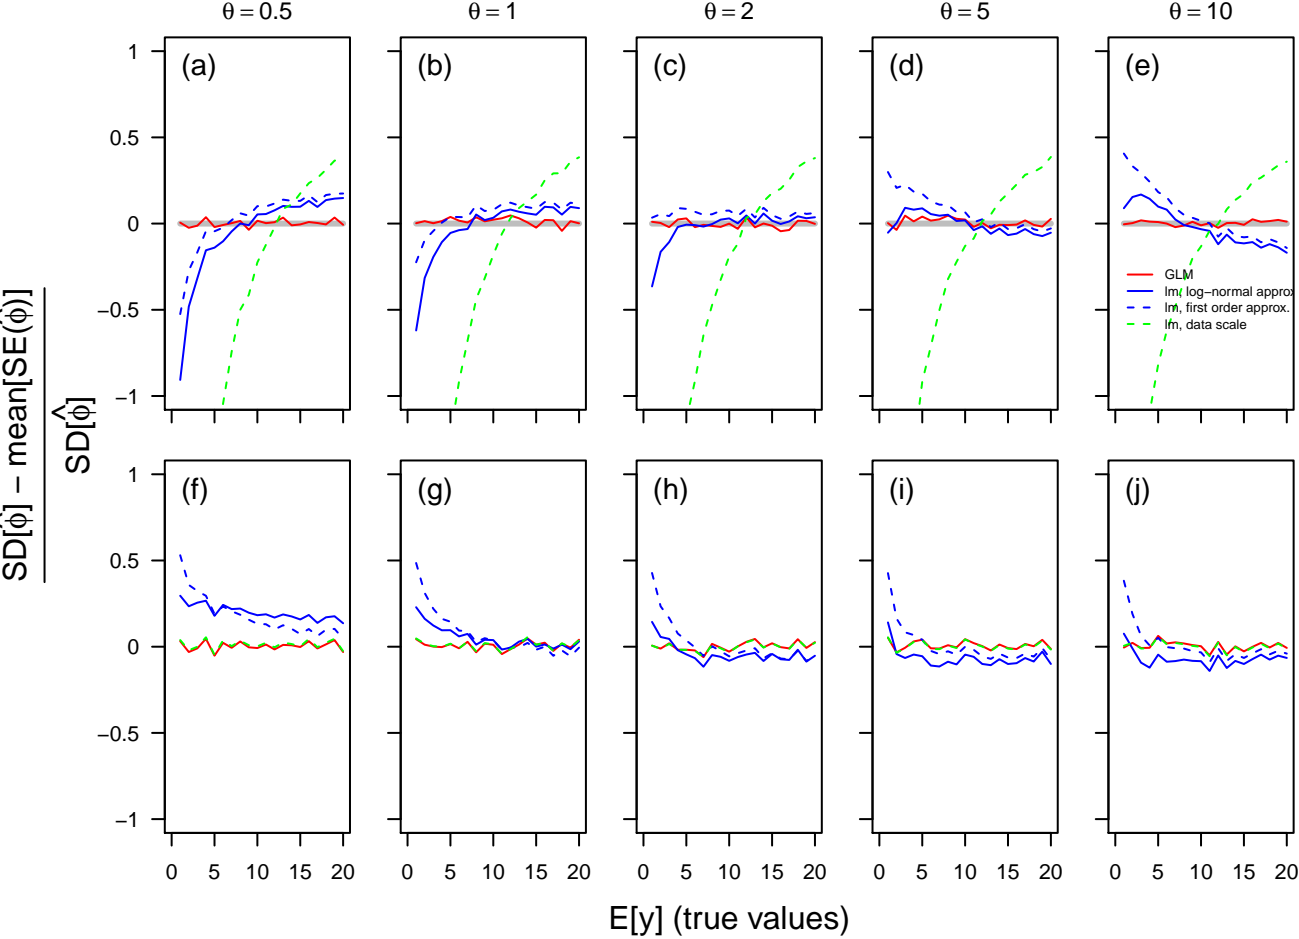 θ = 0.5 θ = 1 θ = 2 θ = 5 θ = 10
(a) (b) (c) (d) (e)
1
0.5
0
−0.5
−1
GLM
lm, log−normal approx
lm, first order approx.
lm, data scale
(f) (g) (h) (i) (j)
1
0.5
0
−0.5
−1
0 5 10 15 20 0 5 10 15 20 0 5 10 15 20 0 5 10 15 20 0 5 10 15 20
E[y] (true values)
SD[ϕ̂] − mean[SE(ϕ̂)]
SD[ϕ̂]